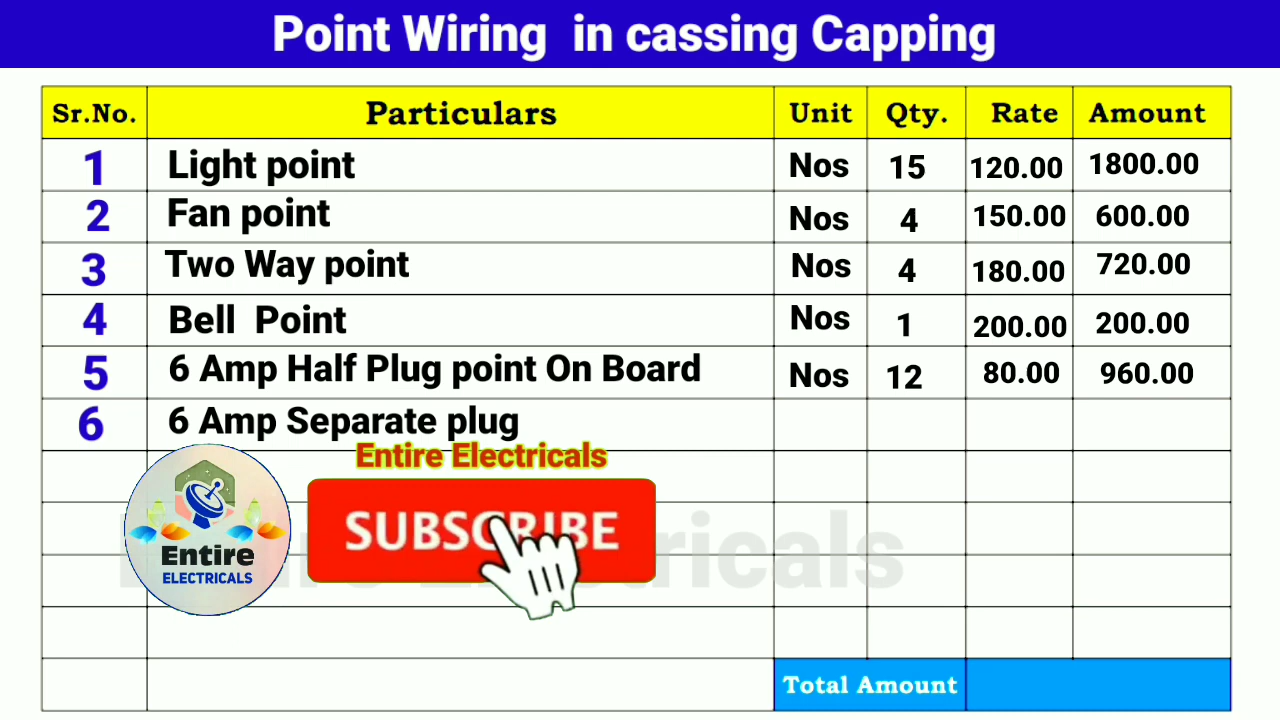 Point Wiring in cassing Capping
Sr.No. Particulars Unit Qty. Rate Amount
1 Light point Nos 15 120.00 1800.00
2 Fan point Nos 4 150.00 600.00
3 Two Way point Nos 4 180.00 720.00
4 Bell Point Nos 1 200.00 200.00
5 6 Amp Half Plug point On Board Nos 12 80.00 960.00
6 6 Amp Separate plug
Entire Electricals
SUBSCRIBE
Entire
ELECTRICALS
Entire Electricals
Total Amount